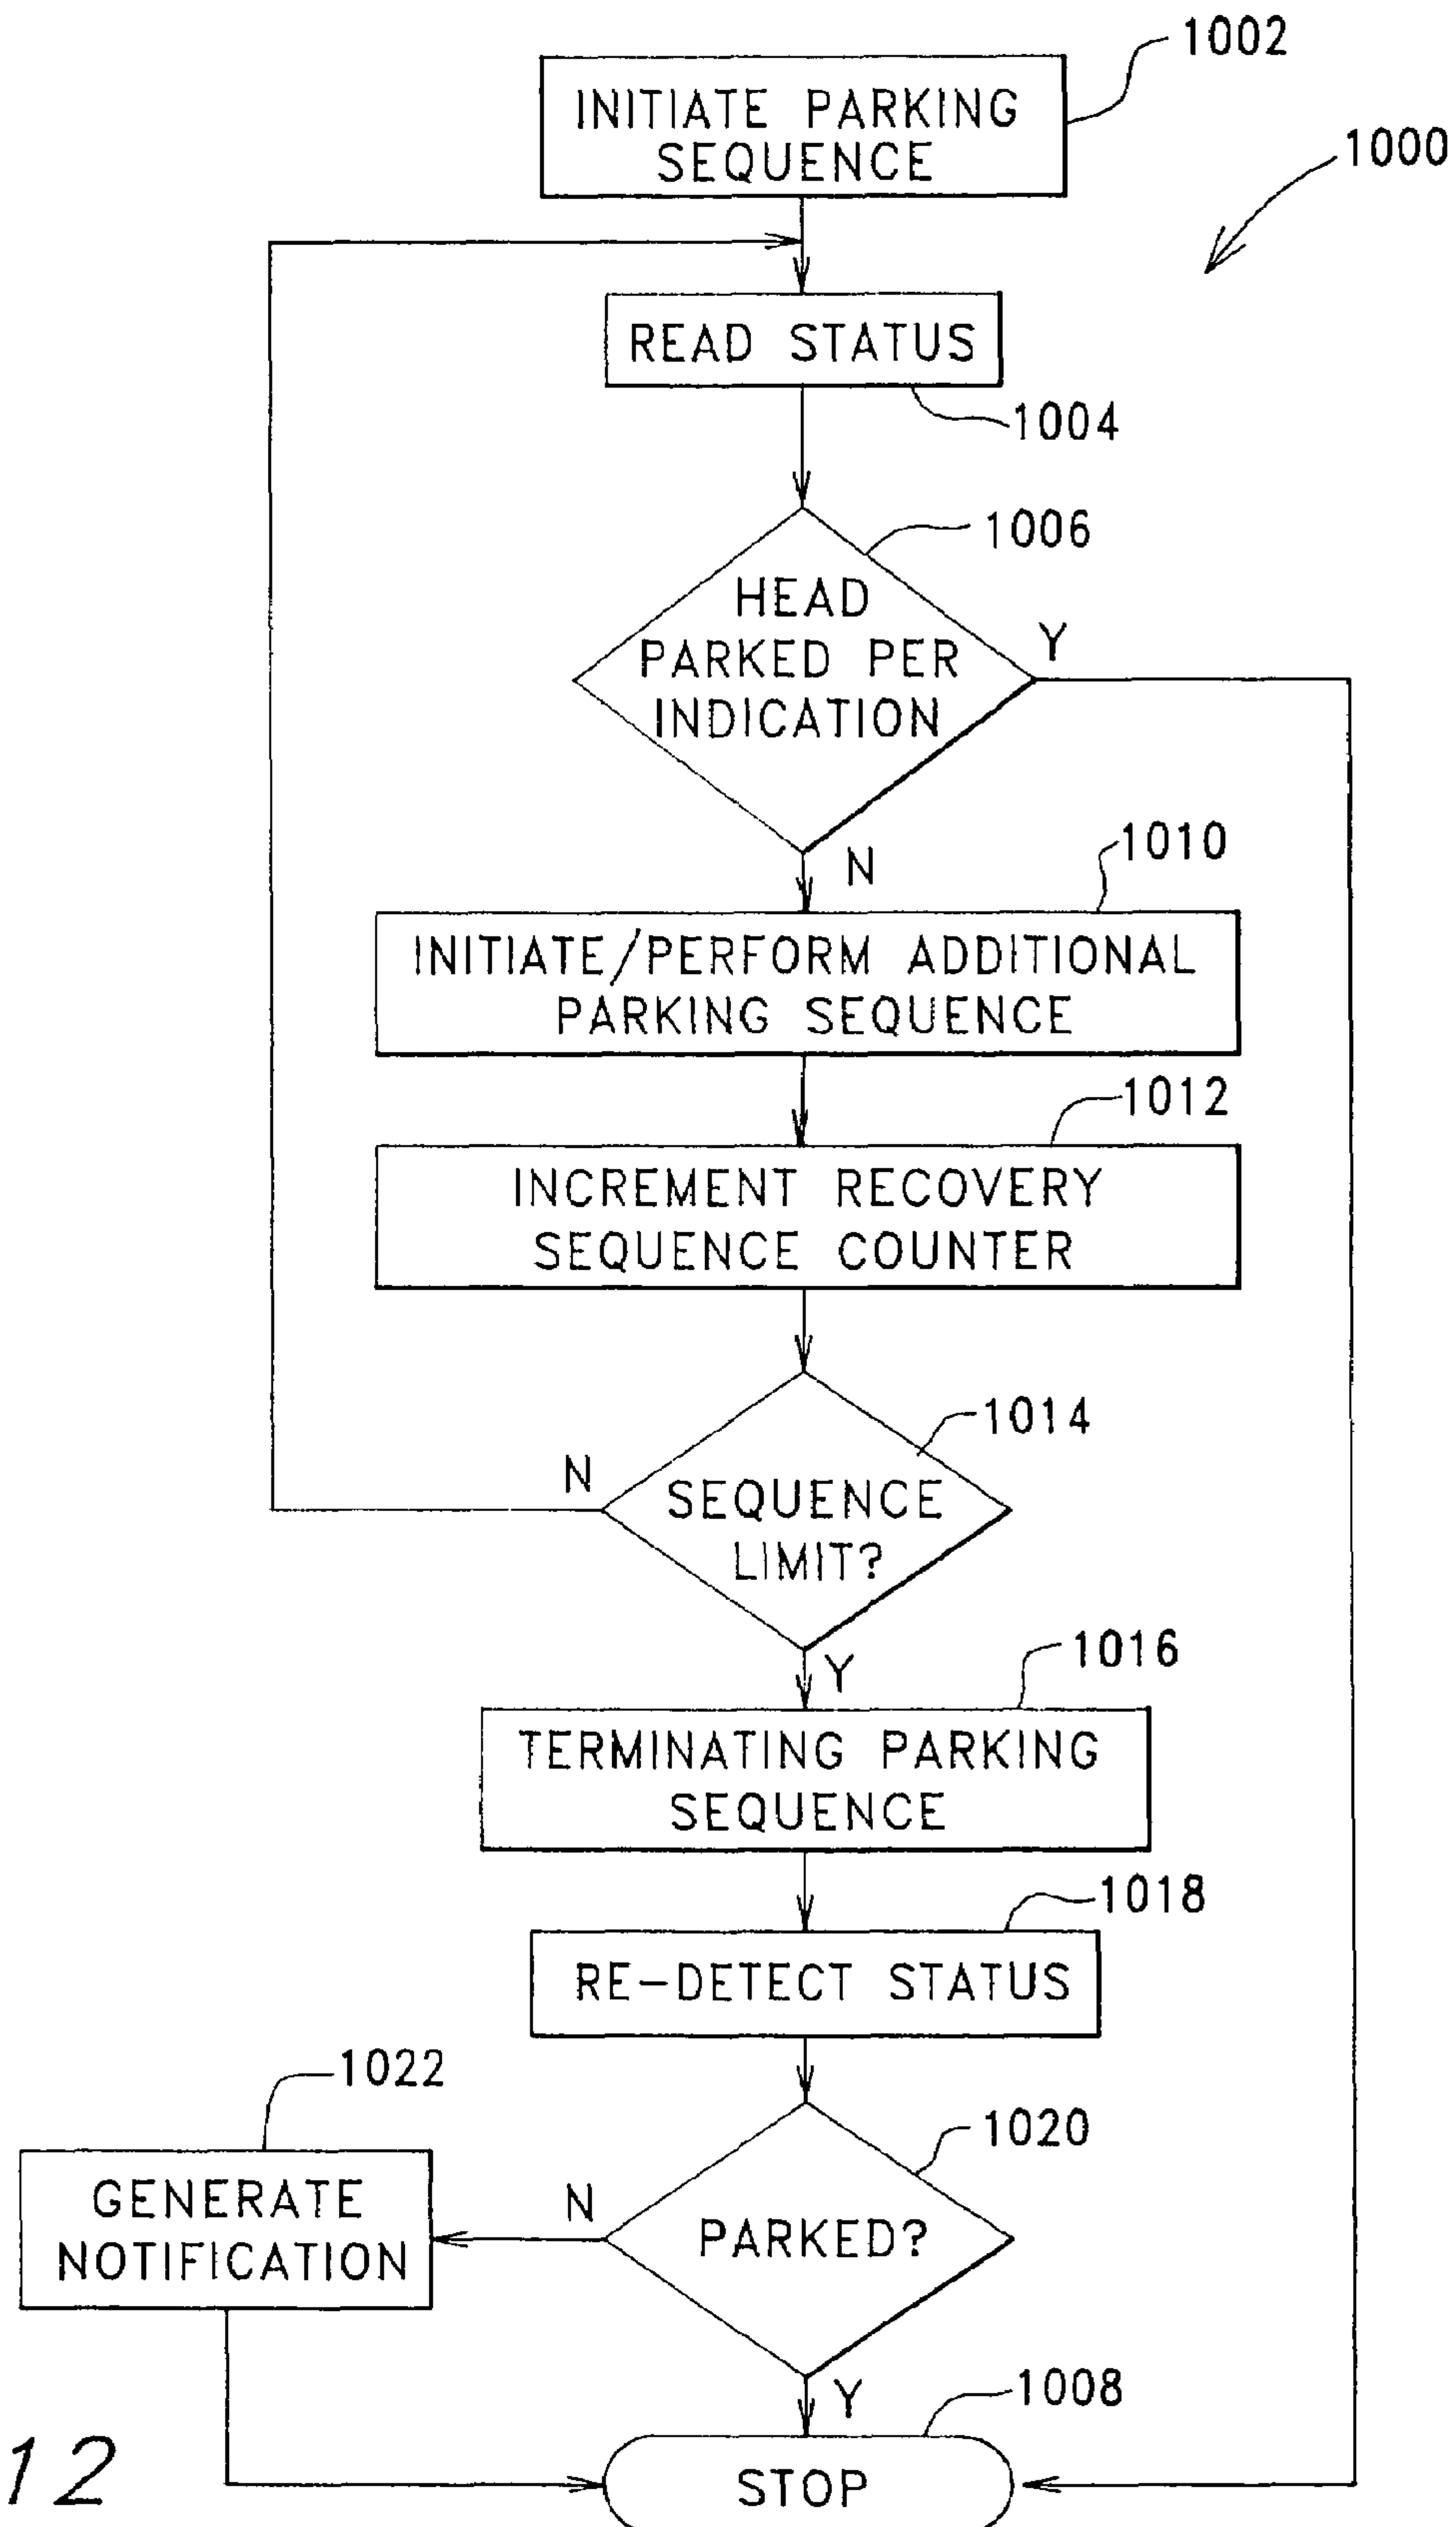 1002
INITIATE PARKING
SEQUENCE
1000
READ STATUS
1004
1006
HEAD
PARKED PER
INDICATION
Y
N
1010
INITIATE/PERFORM ADDITIONAL
PARKING SEQUENCE
1012
INCREMENT RECOVERY
SEQUENCE COUNTER
1014
N
SEQUENCE
LIMIT?
Y
1016
TERMINATING PARKING
SEQUENCE
1018
RE-DETECT STATUS
1022
1020
GENERATE
NOTIFICATION
N
PARKED?
Y
1008
STOP
12